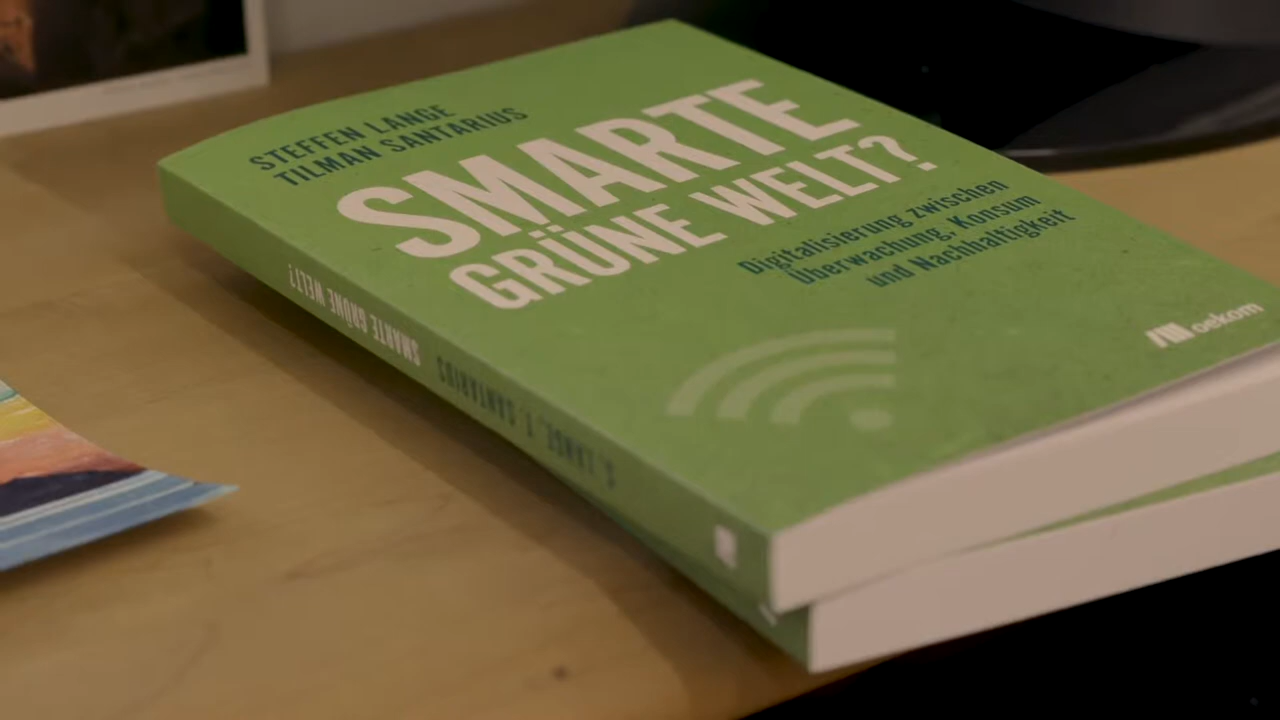 STEFFEN LANGE
TILMAN SANTARIUS
SMARTE
GRÜNE WELT?
Digitalisierung zwischen
Überwachung, Konsum
und Nachhaltigkeit
oekom
S. LANGE, T. SANTARIUS
SMARTE GRÜNE WELT?